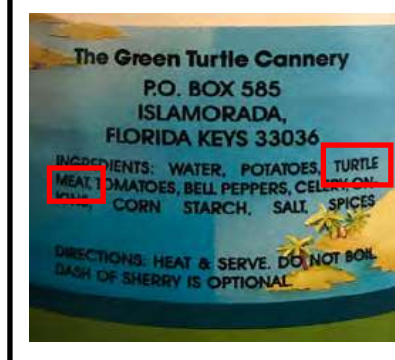 The Green Turtle Cannery
P.O. BOX 585
ISLAMORADA,
FLORIDA KEYS 33036
INGREDIENTS: WATER, POTATOES, TURTLE
MEAT, TOMATOES, BELL PEPPERS, CELERY, ON-
IONS, CORN STARCH, SALT, SPICES
DIRECTIONS: HEAT & SERVE. DO NOT BOIL.
DASH OF SHERRY IS OPTIONAL.